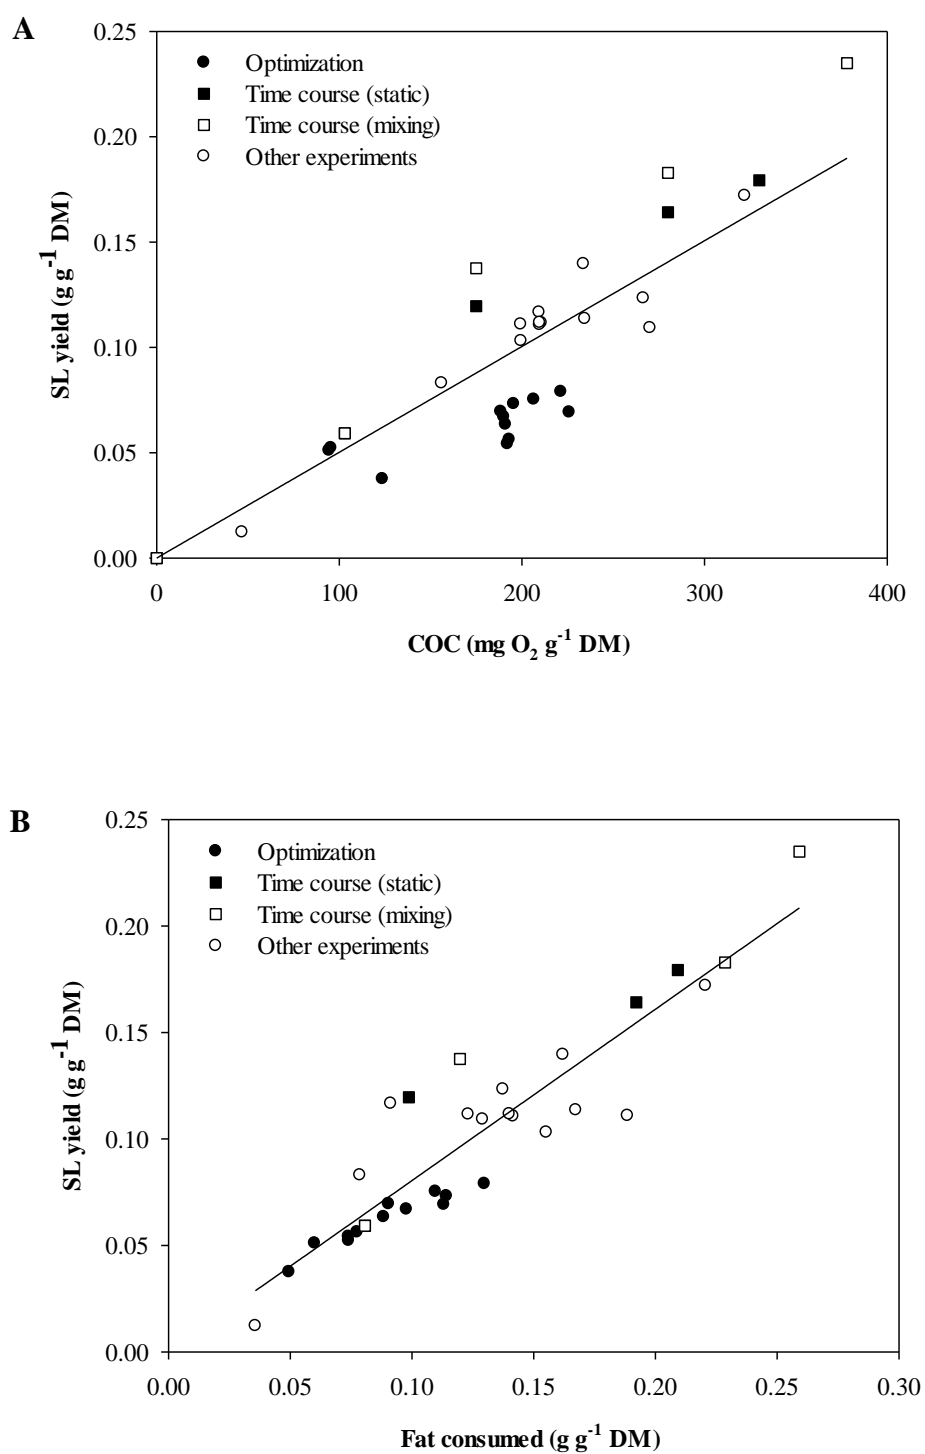 A
0.25
0.20
0.15
0.10
0.05
0.00
SL yield (g g-1 DM)
Optimization
Time course (static)
Time course (mixing)
Other experiments
0 100 200 300 400
COC (mg O2 g-1 DM)
B
0.25
0.20
0.15
0.10
0.05
0.00
SL yield (g g-1 DM)
Optimization
Time course (static)
Time course (mixing)
Other experiments
0.00 0.05 0.10 0.15 0.20 0.25 0.30
Fat consumed (g g-1 DM)